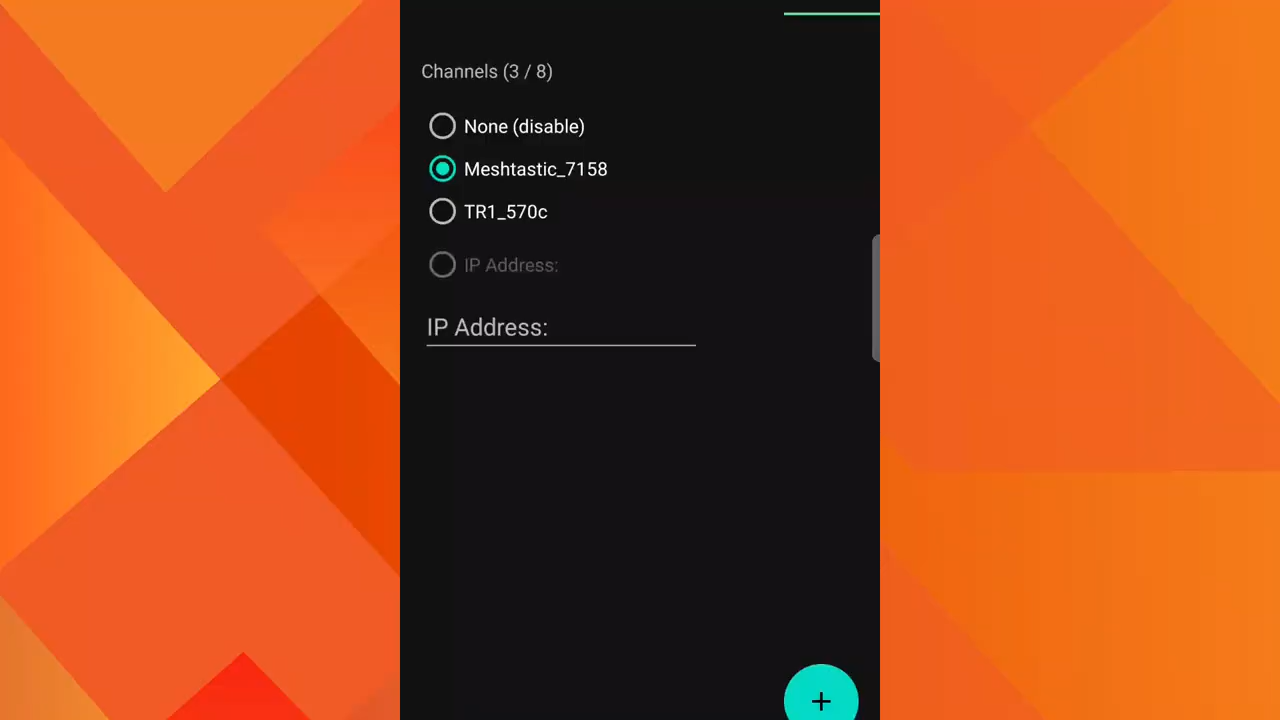 Channels (3 / 8)
None (disable)
Meshtastic_7158
TR1_570c
IP Address:
IP Address:
+